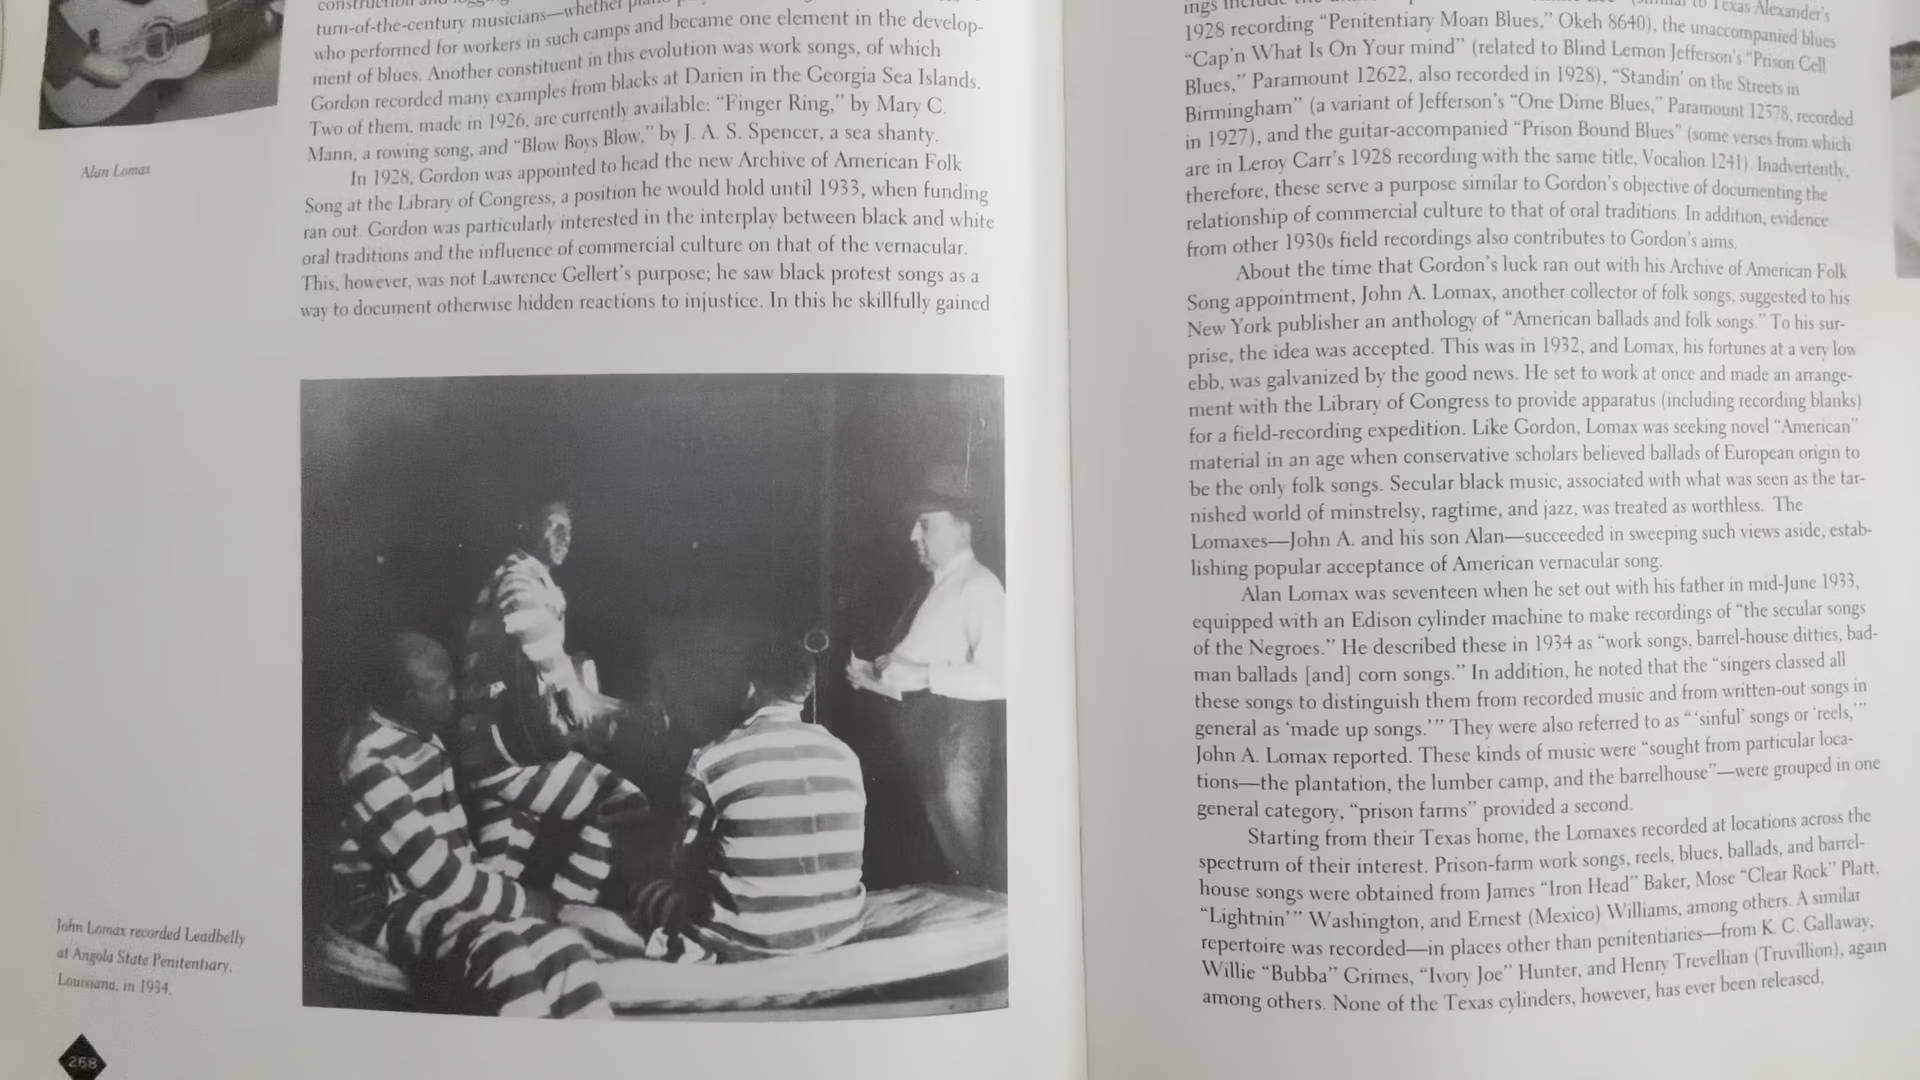 Alan Lomax
construction and
turn-of-the-century musicians—whether
who performed for workers in such camps and became one element in the develop-
ment of blues. Another constituent in this evolution was work songs, of which
Gordon recorded many examples from blacks at Darien in the Georgia Sea Islands.
Two of them, made in 1926, are currently available: “Finger Ring,” by Mary C.
Mann, a rowing song, and “Blow Boys Blow,” by J. A. S. Spencer, a sea shanty.
In 1928, Gordon was appointed to head the new Archive of American Folk
Song at the Library of Congress, a position he would hold until 1933, when funding
ran out. Gordon was particularly interested in the interplay between black and white
oral traditions and the influence of commercial culture on that of the vernacular.
This, however, was not Lawrence Gellert's purpose; he saw black protest songs as a
way to document otherwise hidden reactions to injustice. In this he skillfully gained
John Lomax recorded Leadbelly
at Angola State Penitentiary,
Louisiana, in 1934.
268
ings include the
to Texas Alexander's
1928 recording “Penitentiary Moan Blues,” Okeh 8640), the unaccompanied blues
“Cap'n What Is On Your mind” (related to Blind Lemon Jefferson's “Prison Cell
Blues,” Paramount 12622, also recorded in 1928), “Standin' on the Streets in
Birmingham” (a variant of Jefferson's “One Dime Blues,” Paramount 12578, recorded
in 1927), and the guitar-accompanied “Prison Bound Blues” (some verses from which
are in Leroy Carr's 1928 recording with the same title, Vocalion 1241). Inadvertently,
therefore, these serve a purpose similar to Gordon's objective of documenting the
relationship of commercial culture to that of oral traditions. In addition, evidence
from other 1930s field recordings also contributes to Gordon's aims.
About the time that Gordon's luck ran out with his Archive of American Folk
Song appointment, John A. Lomax, another collector of folk songs, suggested to his
New York publisher an anthology of “American ballads and folk songs.” To his sur-
prise, the idea was accepted. This was in 1932, and Lomax, his fortunes at a very low
ebb, was galvanized by the good news. He set to work at once and made an arrange-
ment with the Library of Congress to provide apparatus (including recording blanks)
for a field-recording expedition. Like Gordon, Lomax was seeking novel “American”
material in an age when conservative scholars believed ballads of European origin to
be the only folk songs. Secular black music, associated with what was seen as the tar-
nished world of minstrelsy, ragtime, and jazz, was treated as worthless. The
Lomaxes—John A. and his son Alan—succeeded in sweeping such views aside, estab-
lishing popular acceptance of American vernacular song.
Alan Lomax was seventeen when he set out with his father in mid-June 1933,
equipped with an Edison cylinder machine to make recordings of “the secular songs
of the Negroes.” He described these in 1934 as “work songs, barrel-house ditties, bad-
man ballads [and] corn songs.” In addition, he noted that the “singers classed all
these songs to distinguish them from recorded music and from written-out songs in
general as ‘made up songs.’” They were also referred to as “‘sinful’ songs or ‘reels,’”
John A. Lomax reported. These kinds of music were “sought from particular loca-
tions—the plantation, the lumber camp, and the barrelhouse”—were grouped in one
general category, “prison farms” provided a second.
Starting from their Texas home, the Lomaxes recorded at locations across the
spectrum of their interest. Prison-farm work songs, reels, blues, ballads, and barrel-
house songs were obtained from James “Iron Head” Baker, Mose “Clear Rock” Platt,
“Lightnin'” Washington, and Ernest (Mexico) Williams, among others. A similar
repertoire was recorded—in places other than penitentiaries—from K. C. Gallaway,
Willie “Bubba” Grimes, “Ivory Joe” Hunter, and Henry Trevellian (Truvillion), again
among others. None of the Texas cylinders, however, has ever been released,